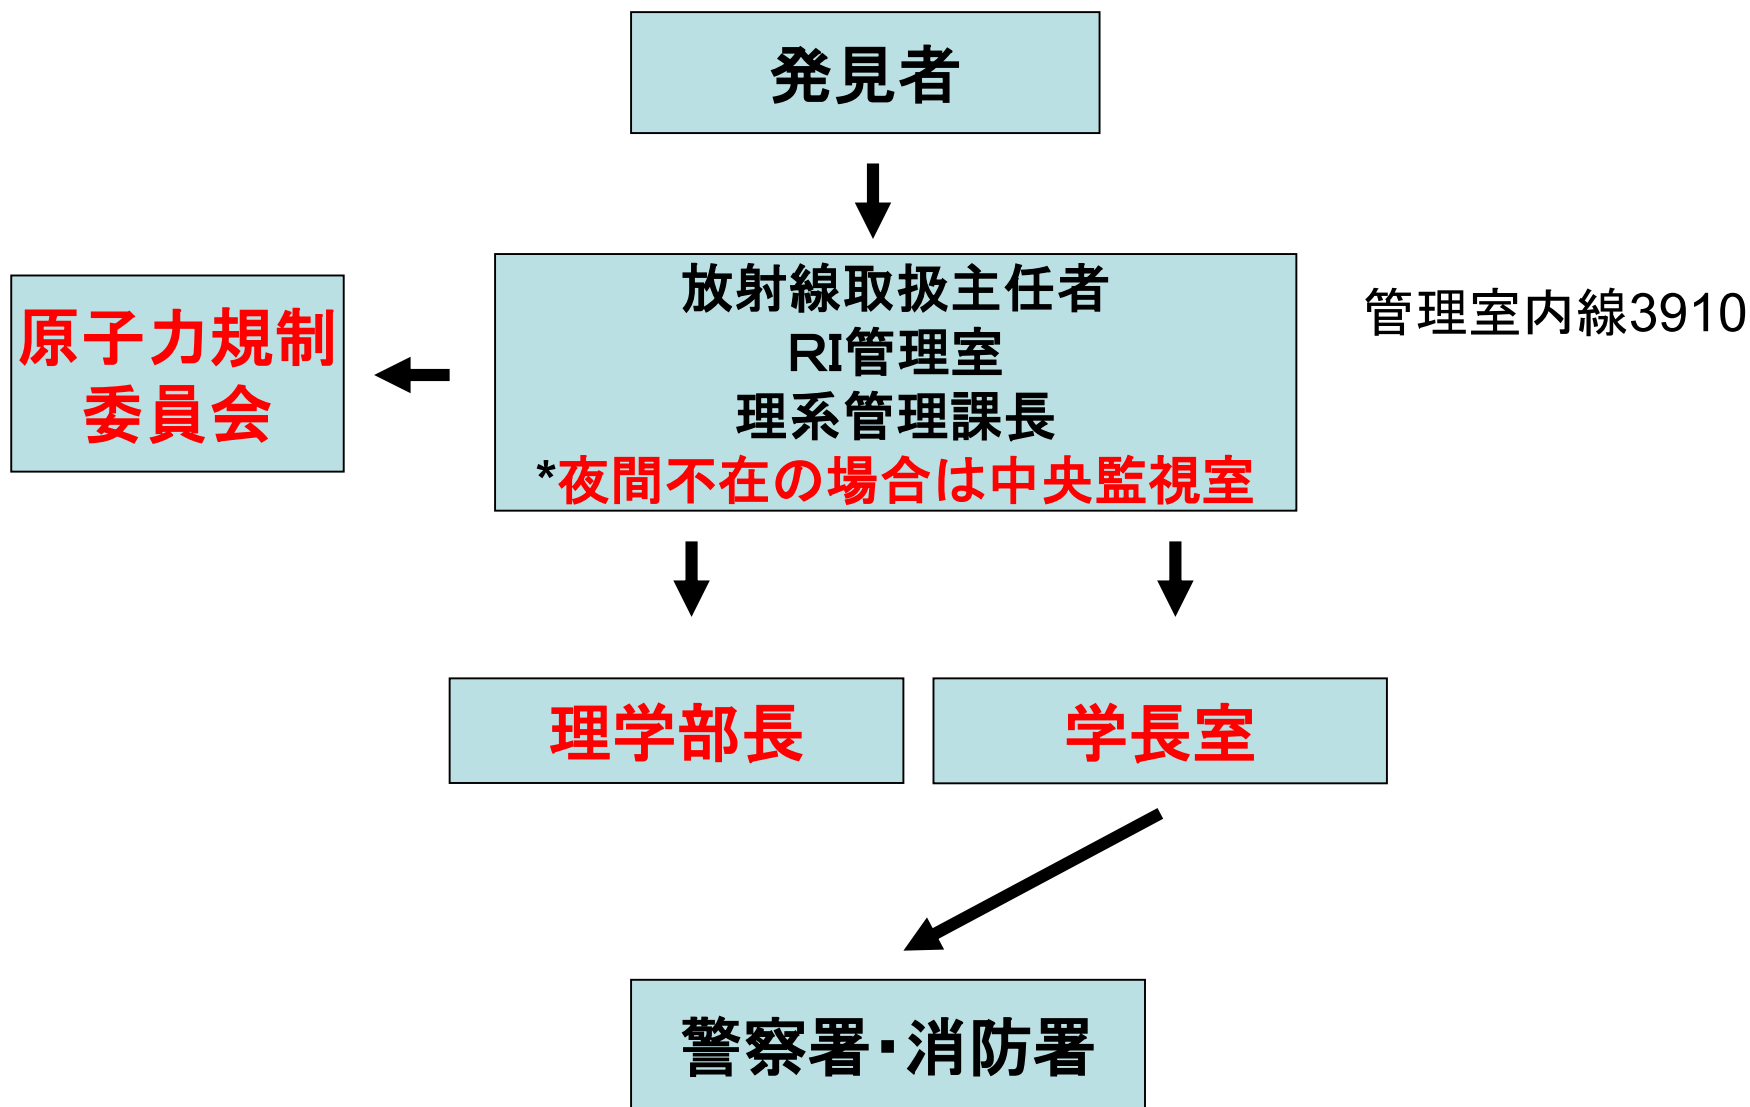 発見者
放射線取扱主任者
RI管理室
理系管理課長
*夜間不在の場合は中央監視室
管理室内線3910
原子力規制
委員会
理学部長
学長室
警察署・消防署